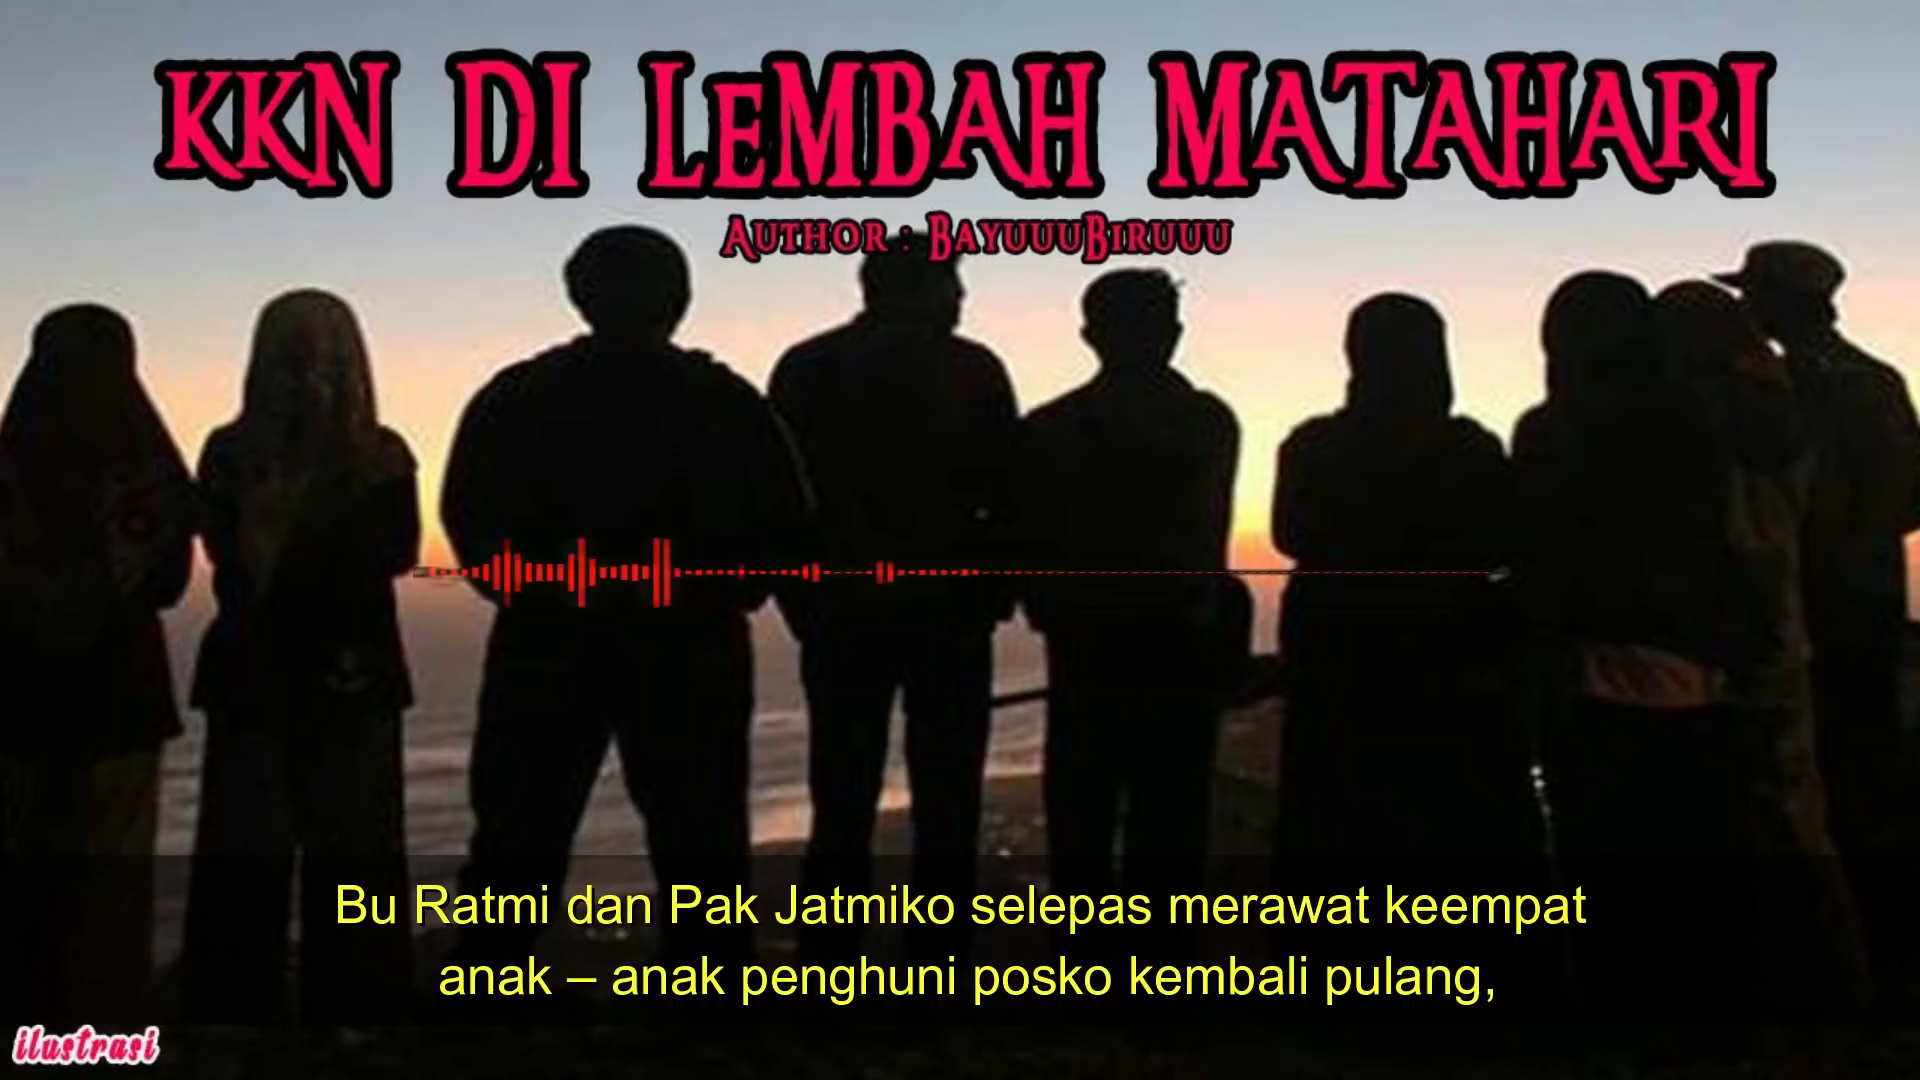 KKN DI LEMBAH MATAHARI
AUTHOR : BAYUUUBIRUUU
Bu Ratmi dan Pak Jatmiko selepas merawat keempat
anak – anak penghuni posko kembali pulang,
ilustrasi